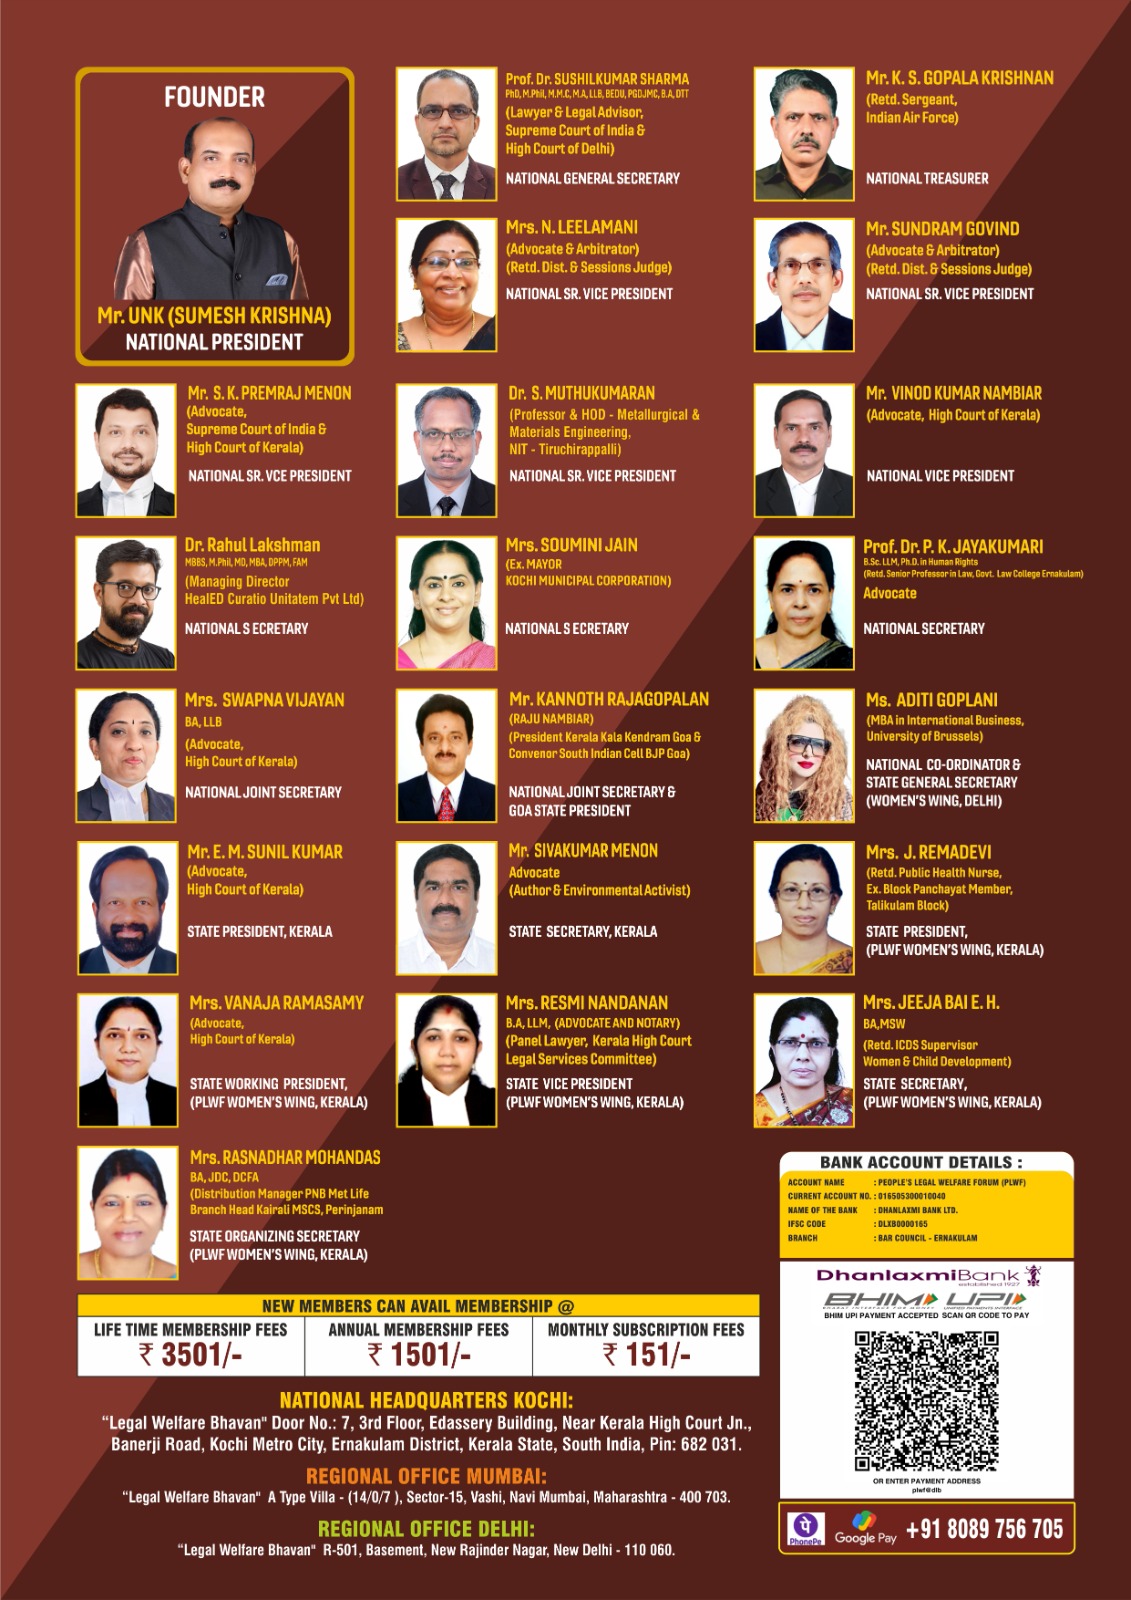 FOUNDER
Mr. UNK (SUMESH KRISHNA)
NATIONAL PRESIDENT
Prof. Dr. SUSHILKUMAR SHARMA
PhD, M.Phil, M.M.C, M.A, LLB, BEDU, PGDJMC, B.A, DTT
(Lawyer & Legal Advisor,
Supreme Court of India &
High Court of Delhi)
NATIONAL GENERAL SECRETARY
Mr. K. S. GOPALA KRISHNAN
(Retd. Sergeant,
Indian Air Force)
NATIONAL TREASURER
Mrs. N. LEELAMANI
(Advocate & Arbitrator)
(Retd. Dist. & Sessions Judge)
NATIONAL SR. VICE PRESIDENT
Mr. SUNDRAM GOVIND
(Advocate & Arbitrator)
(Retd. Dist. & Sessions Judge)
NATIONAL SR. VICE PRESIDENT
Mr. S. K. PREMRAJ MENON
(Advocate,
Supreme Court of India &
High Court of Kerala)
NATIONAL SR. VCE PRESIDENT
Dr. S. MUTHUKUMARAN
(Professor & HOD - Metallurgical &
Materials Engineering,
NIT - Tiruchirappalli)
NATIONAL SR. VICE PRESIDENT
Mr. VINOD KUMAR NAMBIAR
(Advocate, High Court of Kerala)
NATIONAL VICE PRESIDENT
Dr. Rahul Lakshman
MBBS, M.Phil, MD, MBA, DPPM, FAM
(Managing Director
HealED Curatio Unitatem Pvt Ltd)
NATIONAL S ECRETARY
Mrs. SOUMINI JAIN
(Ex. MAYOR
KOCHI MUNICIPAL CORPORATION)
NATIONAL S ECRETARY
Prof. Dr. P. K. JAYAKUMARI
B.Sc. LLM, Ph.D. in Human Rights
(Retd. Senior Professor in Law, Govt. Law College Ernakulam)
Advocate
NATIONAL SECRETARY
Mrs. SWAPNA VIJAYAN
BA, LLB
(Advocate,
High Court of Kerala)
NATIONAL JOINT SECRETARY
Mr. KANNOTH RAJAGOPALAN
(RAJU NAMBIAR)
(President Kerala Kala Kendram Goa &
Convenor South Indian Cell BJP Goa)
NATIONAL JOINT SECRETARY &
GOA STATE PRESIDENT
Ms. ADITI GOPLANI
(MBA in International Business,
University of Brussels)
NATIONAL CO-ORDINATOR &
STATE GENERAL SECRETARY
(WOMEN'S WING, DELHI)
Mr. E. M. SUNIL KUMAR
(Advocate,
High Court of Kerala)
STATE PRESIDENT, KERALA
Mr. SIVAKUMAR MENON
Advocate
(Author & Environmental Activist)
STATE SECRETARY, KERALA
Mrs. J. REMADEVI
(Retd. Public Health Nurse,
Ex. Block Panchayat Member,
Talikulam Block)
STATE PRESIDENT,
(PLWF WOMEN'S WING, KERALA)
Mrs. VANAJA RAMASAMY
(Advocate,
High Court of Kerala)
STATE WORKING PRESIDENT,
(PLWF WOMEN'S WING, KERALA)
Mrs. RESMI NANDANAN
B.A, LLM, (ADVOCATE AND NOTARY)
(Panel Lawyer, Kerala High Court
Legal Services Committee)
STATE VICE PRESIDENT
(PLWF WOMEN'S WING, KERALA)
Mrs. JEEJA BAI E. H.
BA,MSW
(Retd. ICDS Supervisor
Women & Child Development)
STATE SECRETARY,
(PLWF WOMEN'S WING, KERALA)
Mrs. RASNADHAR MOHANDAS
BA, JDC, DCFA
(Distribution Manager PNB Met Life
Branch Head Kairali MSCS, Perinjanam
STATE ORGANIZING SECRETARY
(PLWF WOMEN'S WING, KERALA)
NEW MEMBERS CAN AVAIL MEMBERSHIP @
LIFE TIME MEMBERSHIP FEES
₹ 3501/-
ANNUAL MEMBERSHIP FEES
₹ 1501/-
MONTHLY SUBSCRIPTION FEES
₹ 151/-
NATIONAL HEADQUARTERS KOCHI:
"Legal Welfare Bhavan" Door No.: 7, 3rd Floor, Edassery Building, Near Kerala High Court Jn.,
Banerji Road, Kochi Metro City, Ernakulam District, Kerala State, South India, Pin: 682 031.
REGIONAL OFFICE MUMBAI:
"Legal Welfare Bhavan" A Type Villa - (14/0/7 ), Sector-15, Vashi, Navi Mumbai, Maharashtra - 400 703.
REGIONAL OFFICE DELHI:
"Legal Welfare Bhavan" R-501, Basement, New Rajinder Nagar, New Delhi - 110 060.
BANK ACCOUNT DETAILS :
ACCOUNT NAME : PEOPLE'S LEGAL WELFARE FORUM (PLWF)
CURRENT ACCOUNT NO. : 016505300010040
NAME OF THE BANK : DHANLAXMI BANK LTD.
IFSC CODE : DLXB0000165
BRANCH : BAR COUNCIL - ERNAKULAM
DhanlaxmiBank
established 1927
BHIM UPI
BHARAT INTERFACE FOR MONEY UNIFIED PAYMENTS INTERFACE
BHIM UPI PAYMENT ACCEPTED SCAN QR CODE TO PAY
OR ENTER PAYMENT ADDRESS
plwf@dlb
पे
PhonePe
Google Pay
+91 8089 756 705